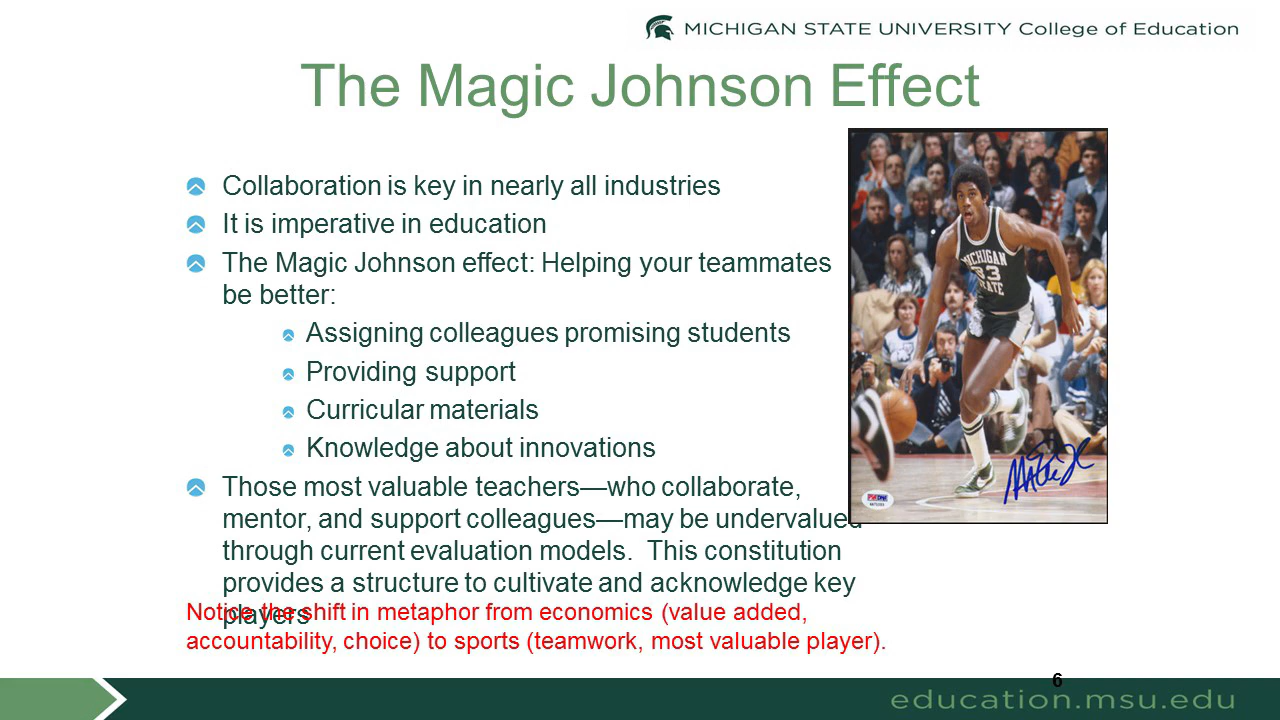 MICHIGAN STATE UNIVERSITY College of Education
The Magic Johnson Effect
Collaboration is key in nearly all industries
It is imperative in education
The Magic Johnson effect: Helping your teammates
be better:
Assigning colleagues promising students
Providing support
Curricular materials
Knowledge about innovations
Those most valuable teachers—who collaborate,
mentor, and support colleagues—may be undervalued
through current evaluation models.  This constitution
provides a structure to cultivate and acknowledge key
players
Notice the shift in metaphor from economics (value added,
accountability, choice) to sports (teamwork, most valuable player).
MICHIGAN
33
STATE
PSA DNA
6
education.msu.edu